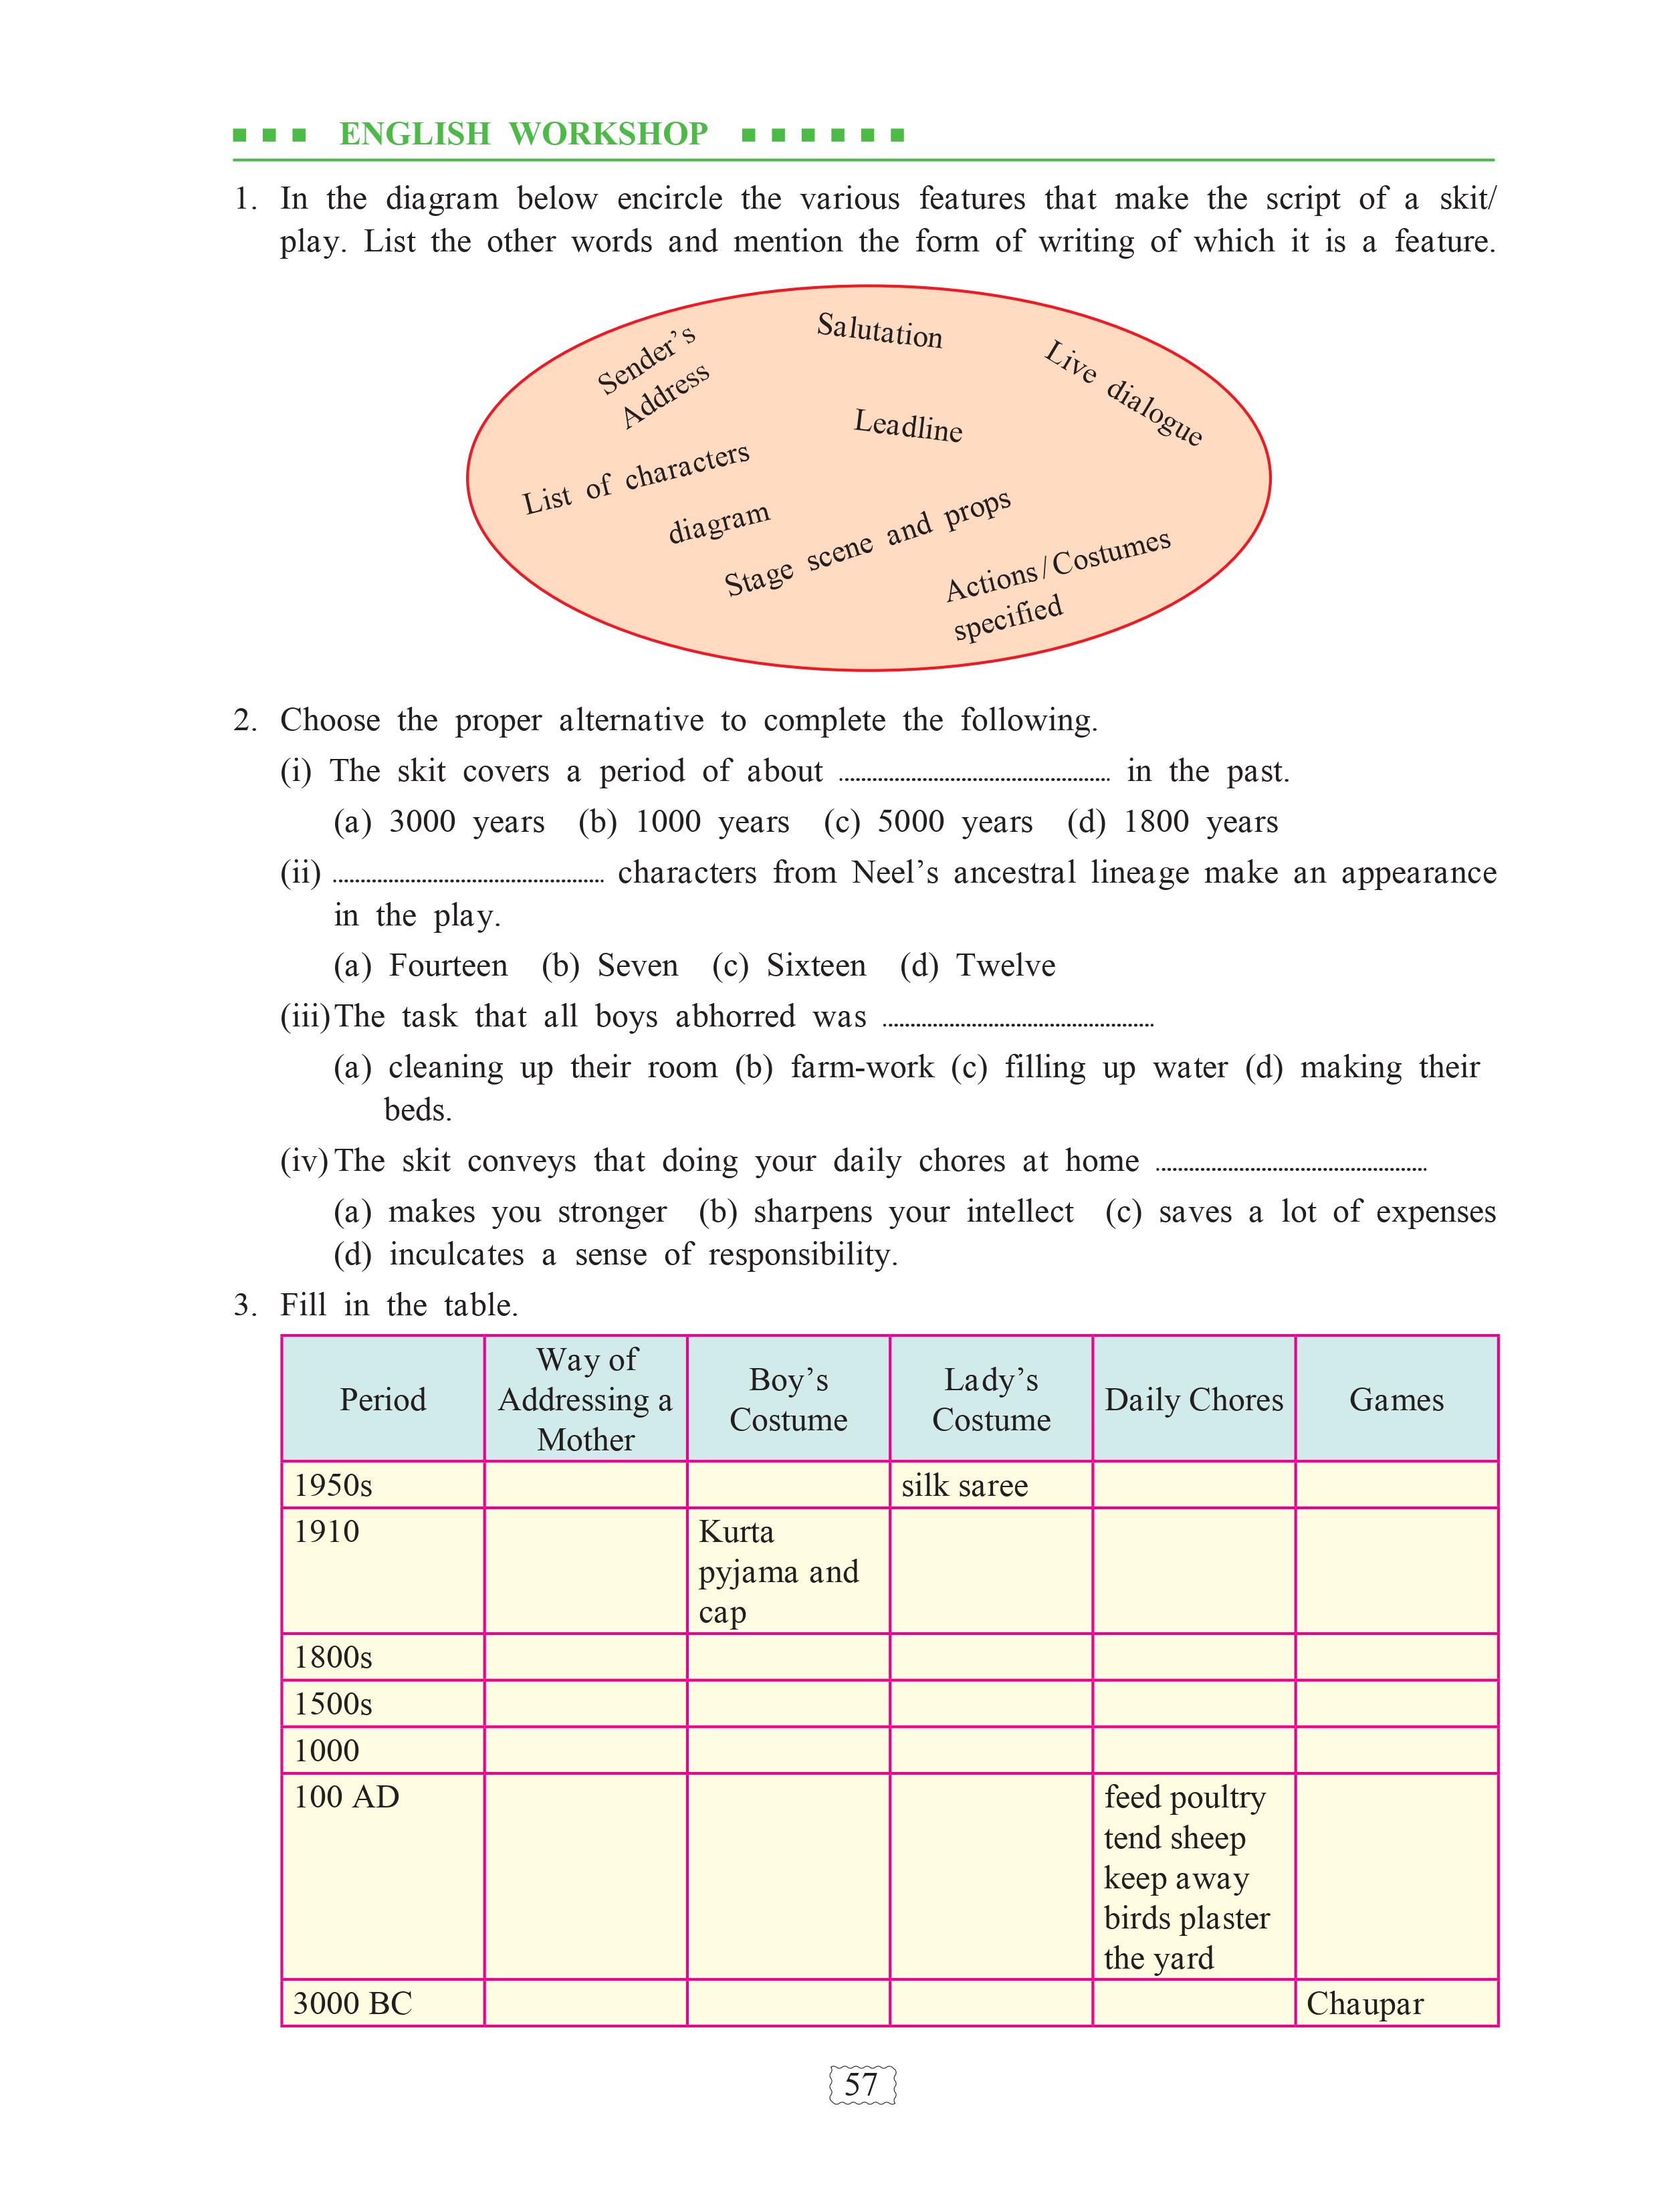 ENGLISH WORKSHOP
1. In the diagram below encircle the various features that make the script of a skit/
play. List the other words and mention the form of writing of which it is a feature.
Sender's
Address
Salutation
Live dialogue
Leadline
List of characters
diagram
Stage scene and props
Actions/Costumes
specified
2. Choose the proper alternative to complete the following.
(i) The skit covers a period of about ................................................. in the past.
(a) 3000 years (b) 1000 years (c) 5000 years (d) 1800 years
(ii) ................................................. characters from Neel's ancestral lineage make an appearance
in the play.
(a) Fourteen (b) Seven (c) Sixteen (d) Twelve
(iii) The task that all boys abhorred was .................................................
(a) cleaning up their room (b) farm-work (c) filling up water (d) making their
beds.
(iv) The skit conveys that doing your daily chores at home .................................................
(a) makes you stronger (b) sharpens your intellect (c) saves a lot of expenses
(d) inculcates a sense of responsibility.
3. Fill in the table.
Period
Way of
Addressing a
Mother
Boy's
Costume
Lady's
Costume
Daily Chores
Games
1950s
silk saree
1910
Kurta
pyjama and
cap
1800s
1500s
1000
100 AD
feed poultry
tend sheep
keep away
birds plaster
the yard
3000 BC
Chaupar
57